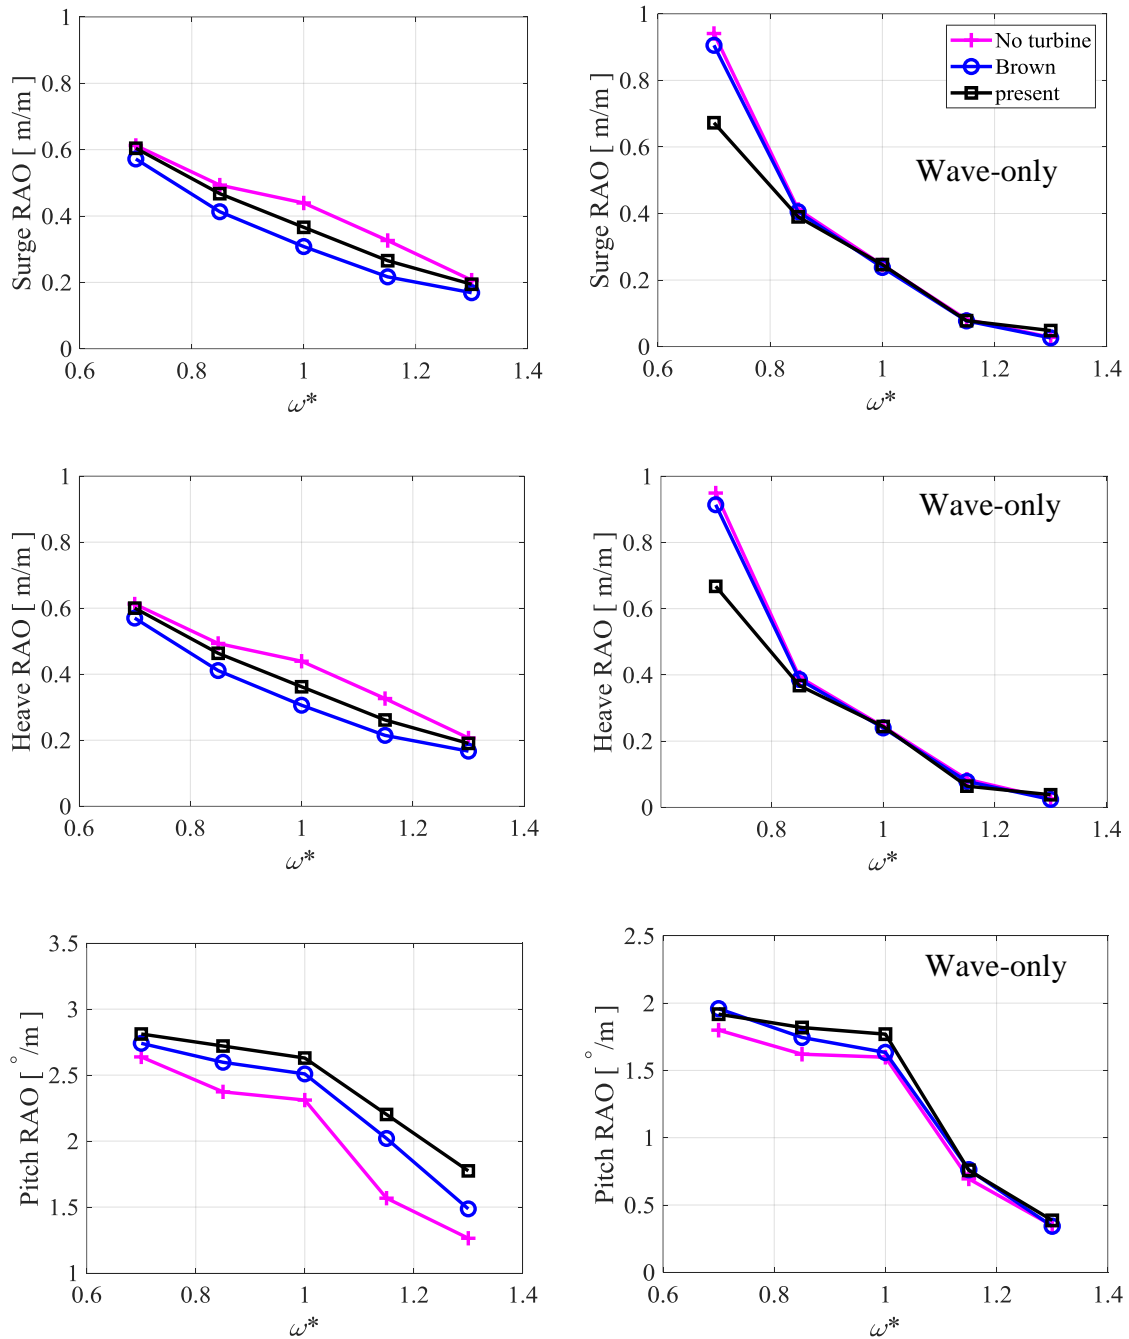 1
0.8
0.6
0.4
0.2
0
0.6 0.8 1 1.2 1.4
Surge RAO [ m/m ]
ω*
1
0.8
0.6
0.4
0.2
0
0.6 0.8 1 1.2 1.4
Surge RAO [ m/m ]
ω*
No turbine
Brown
present
Wave-only
1
0.8
0.6
0.4
0.2
0
0.6 0.8 1 1.2 1.4
Heave RAO [ m/m ]
ω*
1
0.8
0.6
0.4
0.2
0
0.8 1 1.2 1.4
Heave RAO [ m/m ]
ω*
Wave-only
3.5
3
2.5
2
1.5
1
0.6 0.8 1 1.2 1.4
Pitch RAO [ °/m ]
ω*
2.5
2
1.5
1
0.5
0
0.6 0.8 1 1.2 1.4
Pitch RAO [ °/m ]
ω*
Wave-only